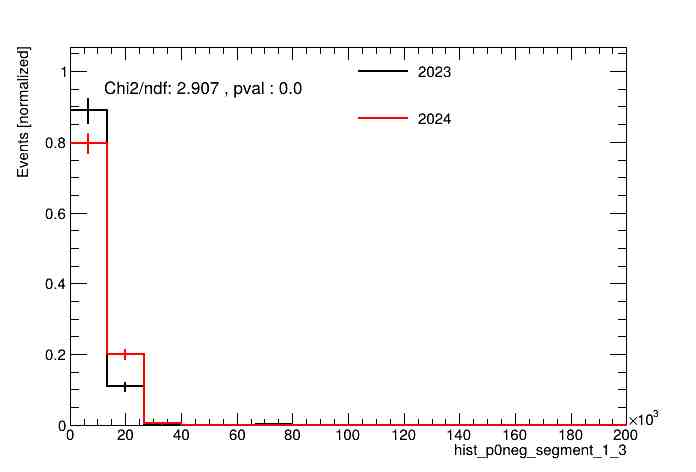 Events [normalized]
1
0.8
0.6
0.4
0.2
0
Chi2/ndf: 2.907 , pval : 0.0
2023
2024
0 20 40 60 80 100 120 140 160 180 200
×10³
hist_p0neg_segment_1_3